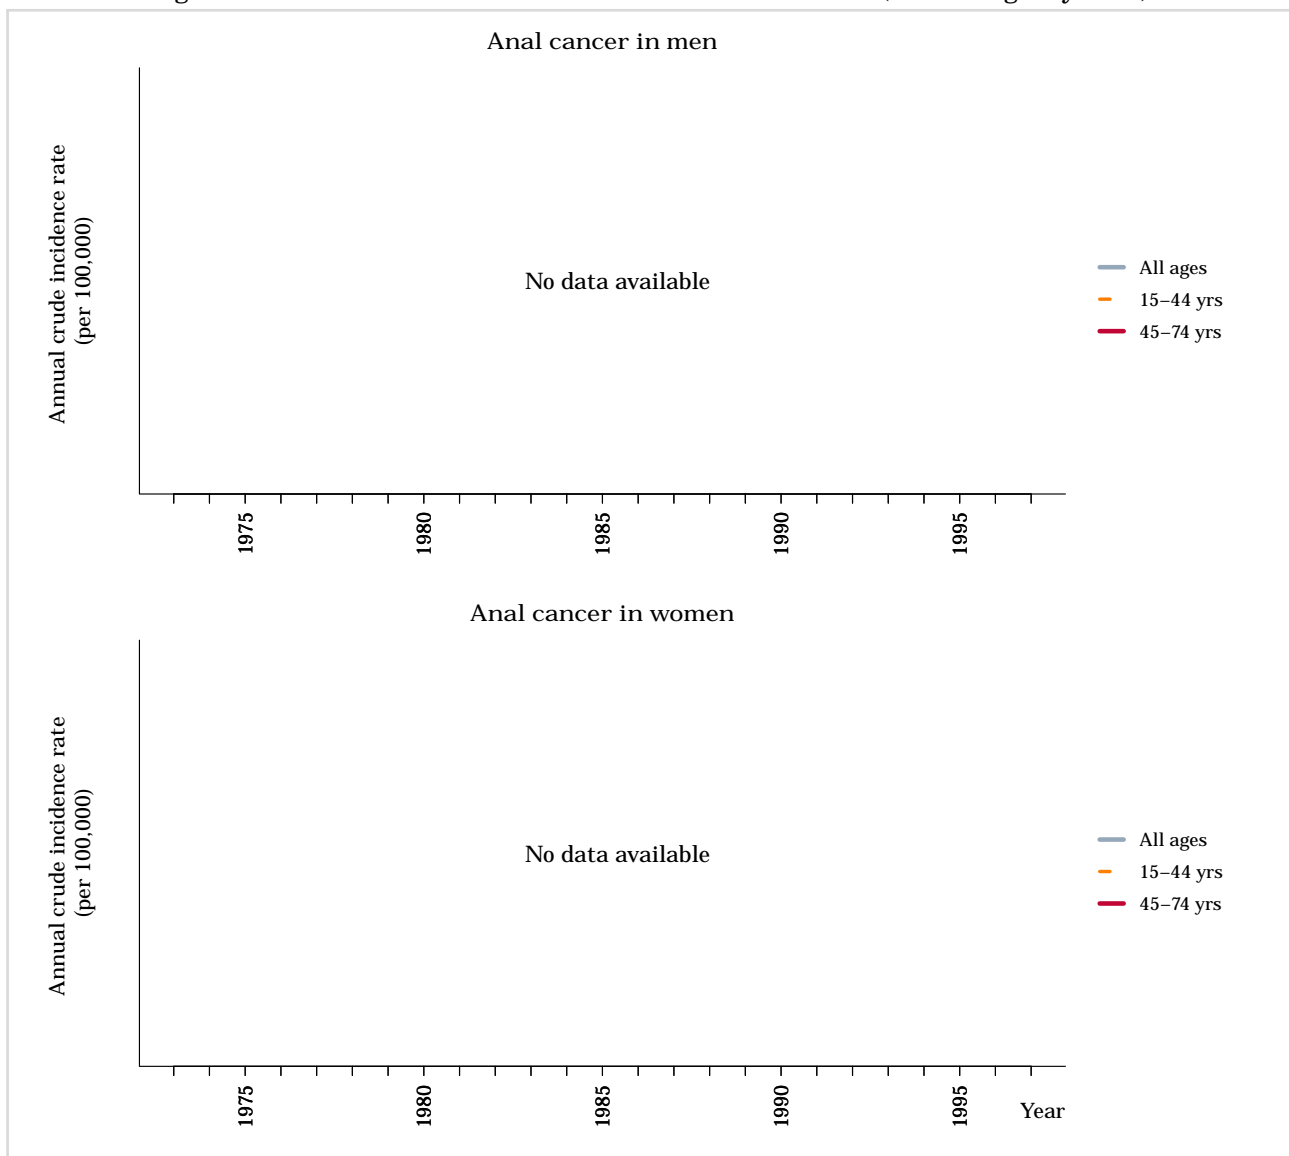 Anal cancer in men
Annual crude incidence rate
(per 100,000)
No data available
All ages
15–44 yrs
45–74 yrs
1975
1980
1985
1990
1995
Anal cancer in women
Annual crude incidence rate
(per 100,000)
No data available
All ages
15–44 yrs
45–74 yrs
1975
1980
1985
1990
1995
Year